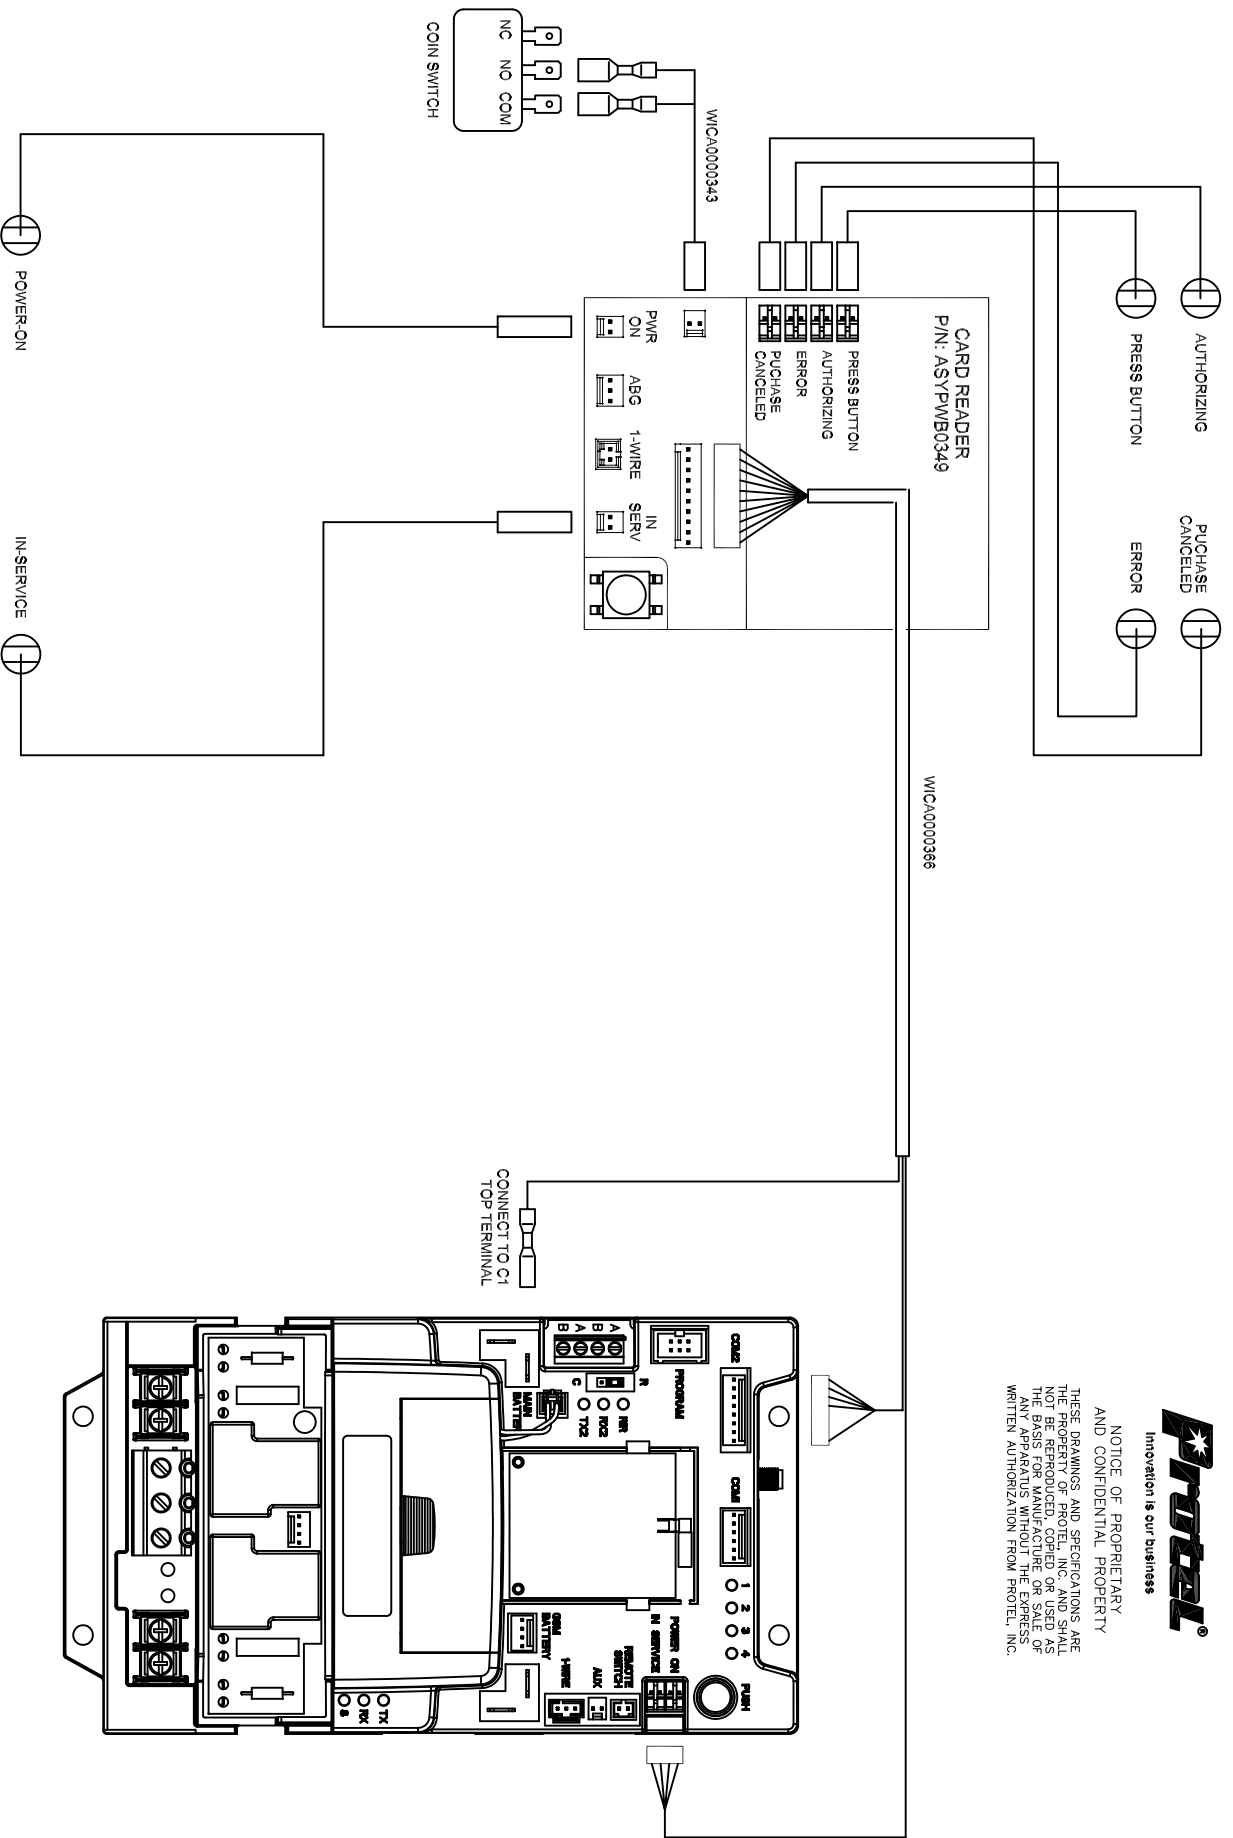 Protel®
Innovation is our business
NOTICE OF PROPRIETARY
AND CONFIDENTIAL PROPERTY
THESE DRAWINGS AND SPECIFICATIONS ARE
THE PROPERTY OF PROTEL, INC. AND SHALL
NOT BE REPRODUCED, COPIED OR USED AS
THE BASIS FOR MANUFACTURE OR SALE OF
ANY APPARATUS WITHOUT THE EXPRESS
WRITTEN AUTHORIZATION FROM PROTEL, INC.
AUTHORIZING
PUCHASE
CANCELED
PRESS BUTTON
ERROR
CARD READER
P/N: ASYPWB0349
PRESS BUTTON
AUTHORIZING
ERROR
PUCHASE
CANCELED
WICA0000366
WICA0000343
PWR
ON
ABG
1-WIRE
IN
SERV
NC
NO
COM
COIN SWITCH
POWER-ON
IN-SERVICE
CONNECT TO C1
TOP TERMINAL
COM2
COM1
1
2
3
4
PUSH
PROGRAM
POWER ON
IN SERVICE
A
B
A
B
R
C
NR
RX2
TX2
MAIN
REMOTE
SWITCH
AUX
1-WIRE
GSM
BATTERY
TX
RX
S